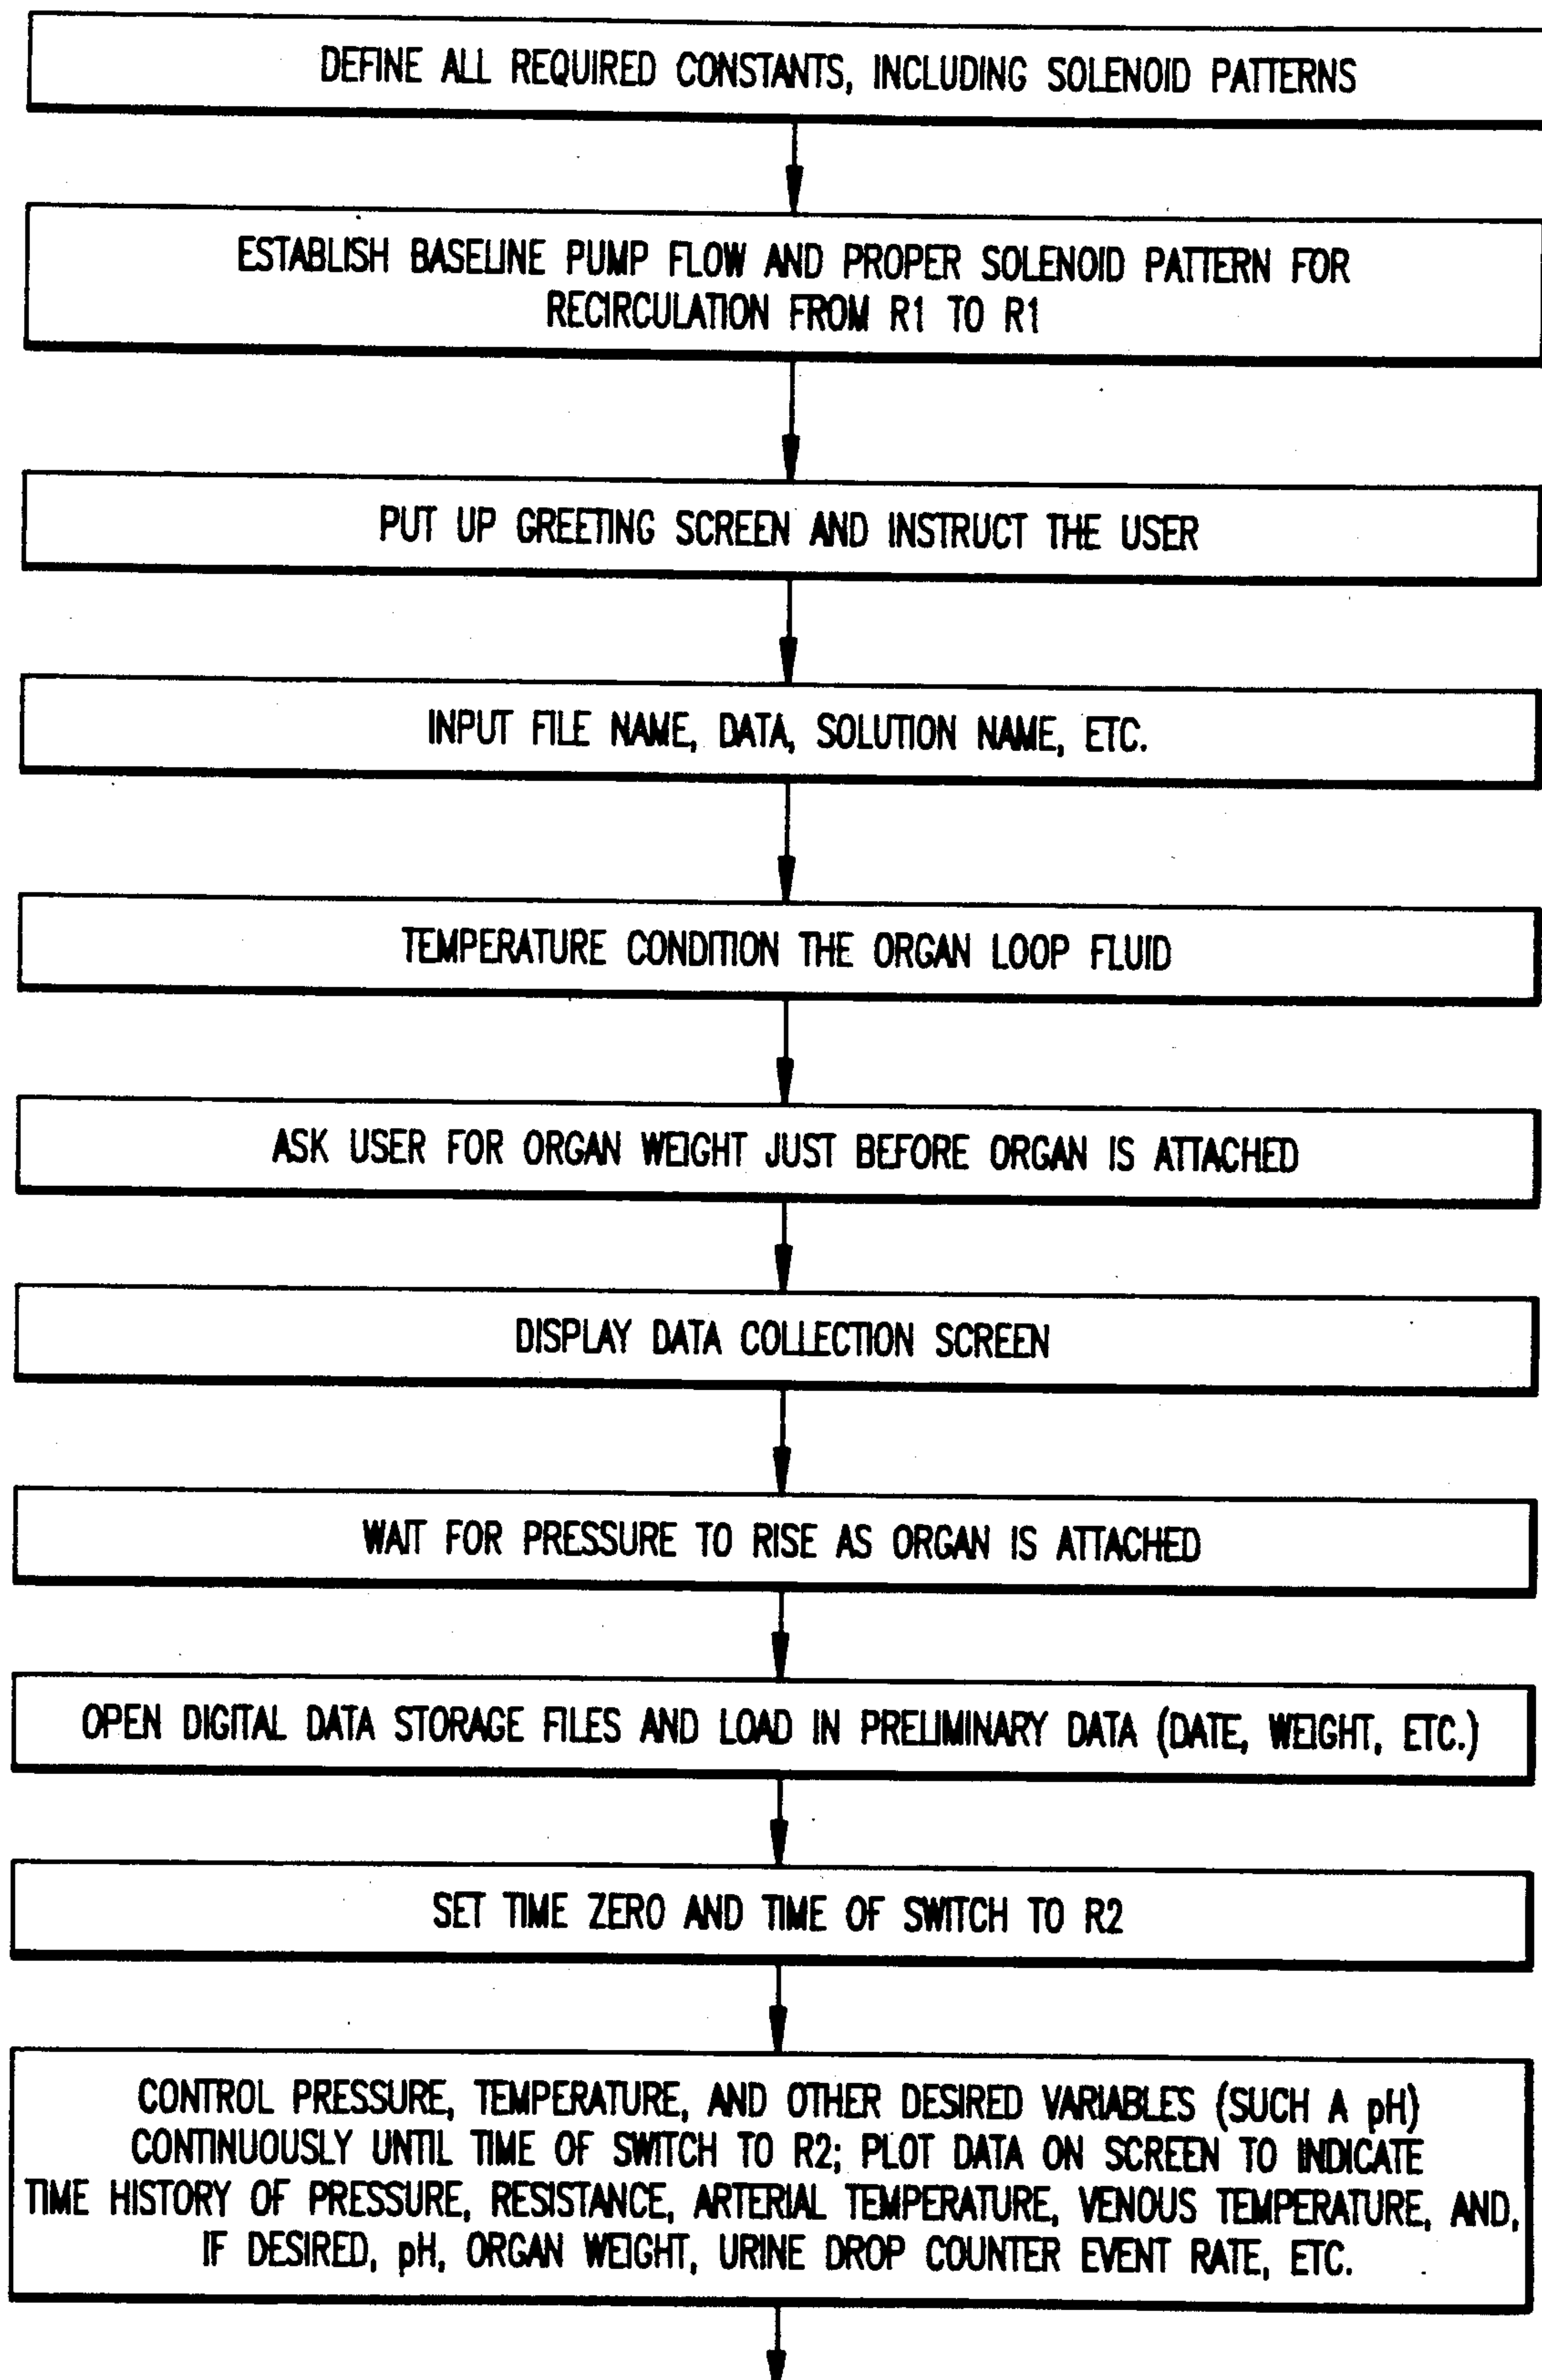 DEFINE ALL REQUIRED CONSTANTS, INCLUDING SOLENOID PATTERNS
ESTABLISH BASELINE PUMP FLOW AND PROPER SOLENOID PATTERN FOR
RECIRCULATION FROM R1 TO R1
PUT UP GREETING SCREEN AND INSTRUCT THE USER
INPUT FILE NAME, DATA, SOLUTION NAME, ETC.
TEMPERATURE CONDITION THE ORGAN LOOP FLUID
ASK USER FOR ORGAN WEIGHT JUST BEFORE ORGAN IS ATTACHED
DISPLAY DATA COLLECTION SCREEN
WAIT FOR PRESSURE TO RISE AS ORGAN IS ATTACHED
OPEN DIGITAL DATA STORAGE FILES AND LOAD IN PRELIMINARY DATA (DATE, WEIGHT, ETC.)
SET TIME ZERO AND TIME OF SWITCH TO R2
CONTROL PRESSURE, TEMPERATURE, AND OTHER DESIRED VARIABLES (SUCH A pH)
CONTINUOUSLY UNTIL TIME OF SWITCH TO R2; PLOT DATA ON SCREEN TO INDICATE
TIME HISTORY OF PRESSURE, RESISTANCE, ARTERIAL TEMPERATURE, VENOUS TEMPERATURE, AND,
IF DESIRED, pH, ORGAN WEIGHT, URINE DROP COUNTER EVENT RATE, ETC.